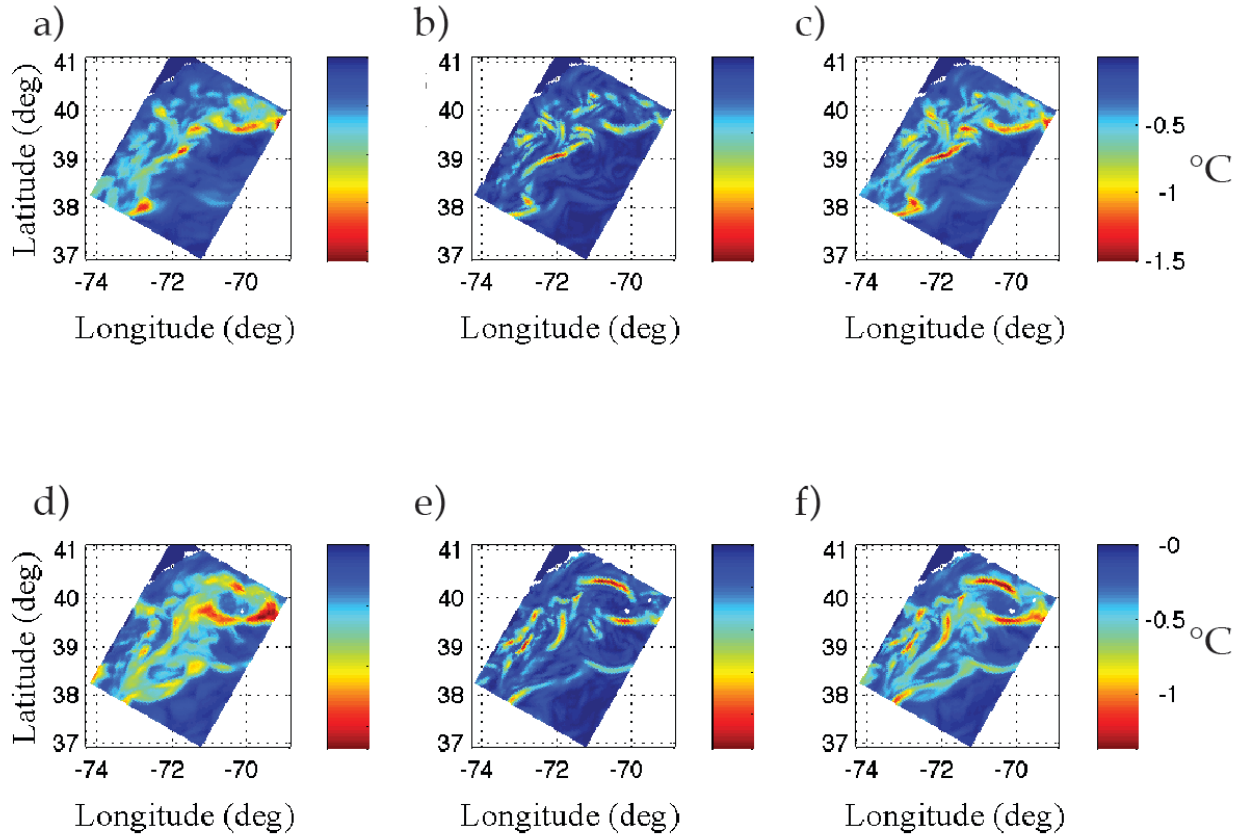 a) b) c)
41 41 41
40 40 40
-0.5
39 39 39
°C
-1
38 38 38
37 37 37
-1.5
-74 -72 -70 -74 -72 -70 -74 -72 -70
Latitude (deg)
Longitude (deg) Longitude (deg) Longitude (deg)
d) e) f)
41 41 41 -0
40 40 40
-0.5
39 39 39
°C
38 38 38
-1
37 37 37
-74 -72 -70 -74 -72 -70 -74 -72 -70
Latitude (deg)
Longitude (deg) Longitude (deg) Longitude (deg)